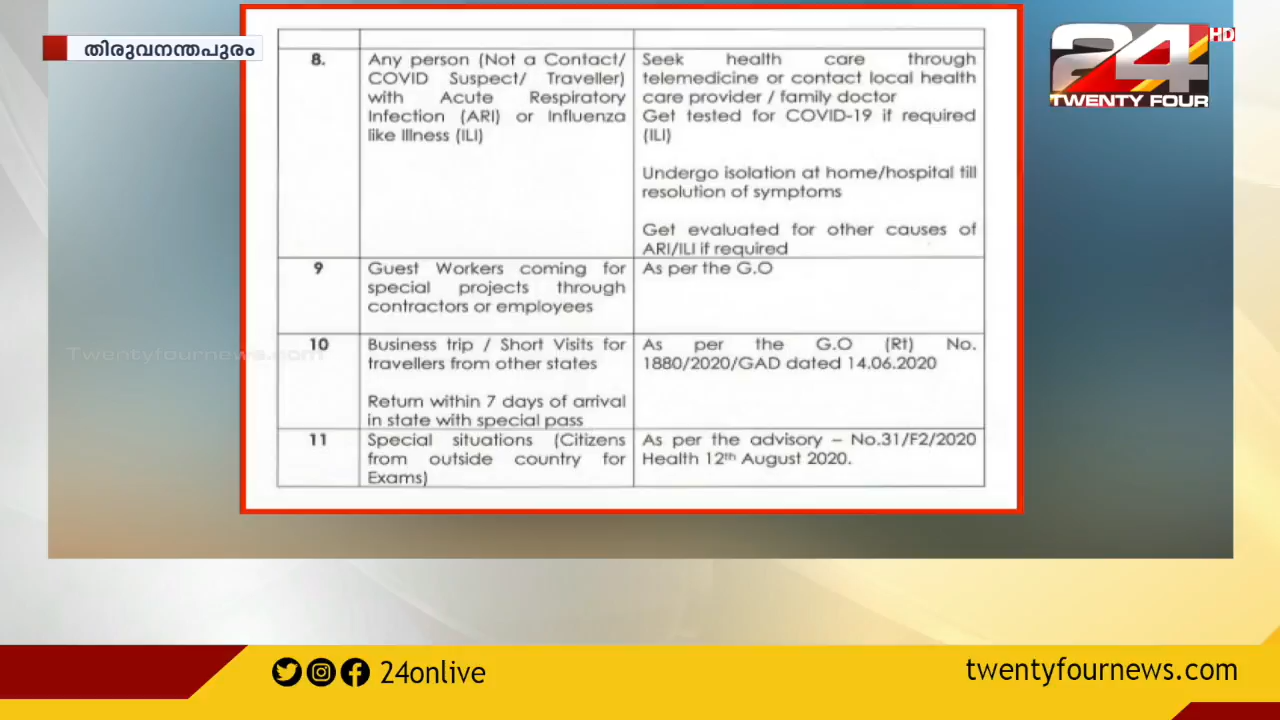 തിരുവനന്തപുരം
24 HD
TWENTY FOUR
8. Any person (Not a Contact/ Seek health care through
COVID Suspect/ Traveller) telemedicine or contact local health
with Acute Respiratory care provider / family doctor
Infection (ARI) or Influenza Get tested for COVID-19 if required
like Illness (ILI) (ILI)
Undergo isolation at home/hospital till
resolution of symptoms
Get evaluated for other causes of
ARI/ILI if required
9 Guest Workers coming for As per the G.O
special projects through
contractors or employees
Twentyfournews.com
10 Business trip / Short Visits for As per the G.O (Rt) No.
travellers from other states 1880/2020/GAD dated 14.06.2020
Return within 7 days of arrival
in state with special pass
11 Special situations (Citizens As per the advisory – No.31/F2/2020
from outside country for Health 12th August 2020.
Exams)
24onlive
twentyfournews.com